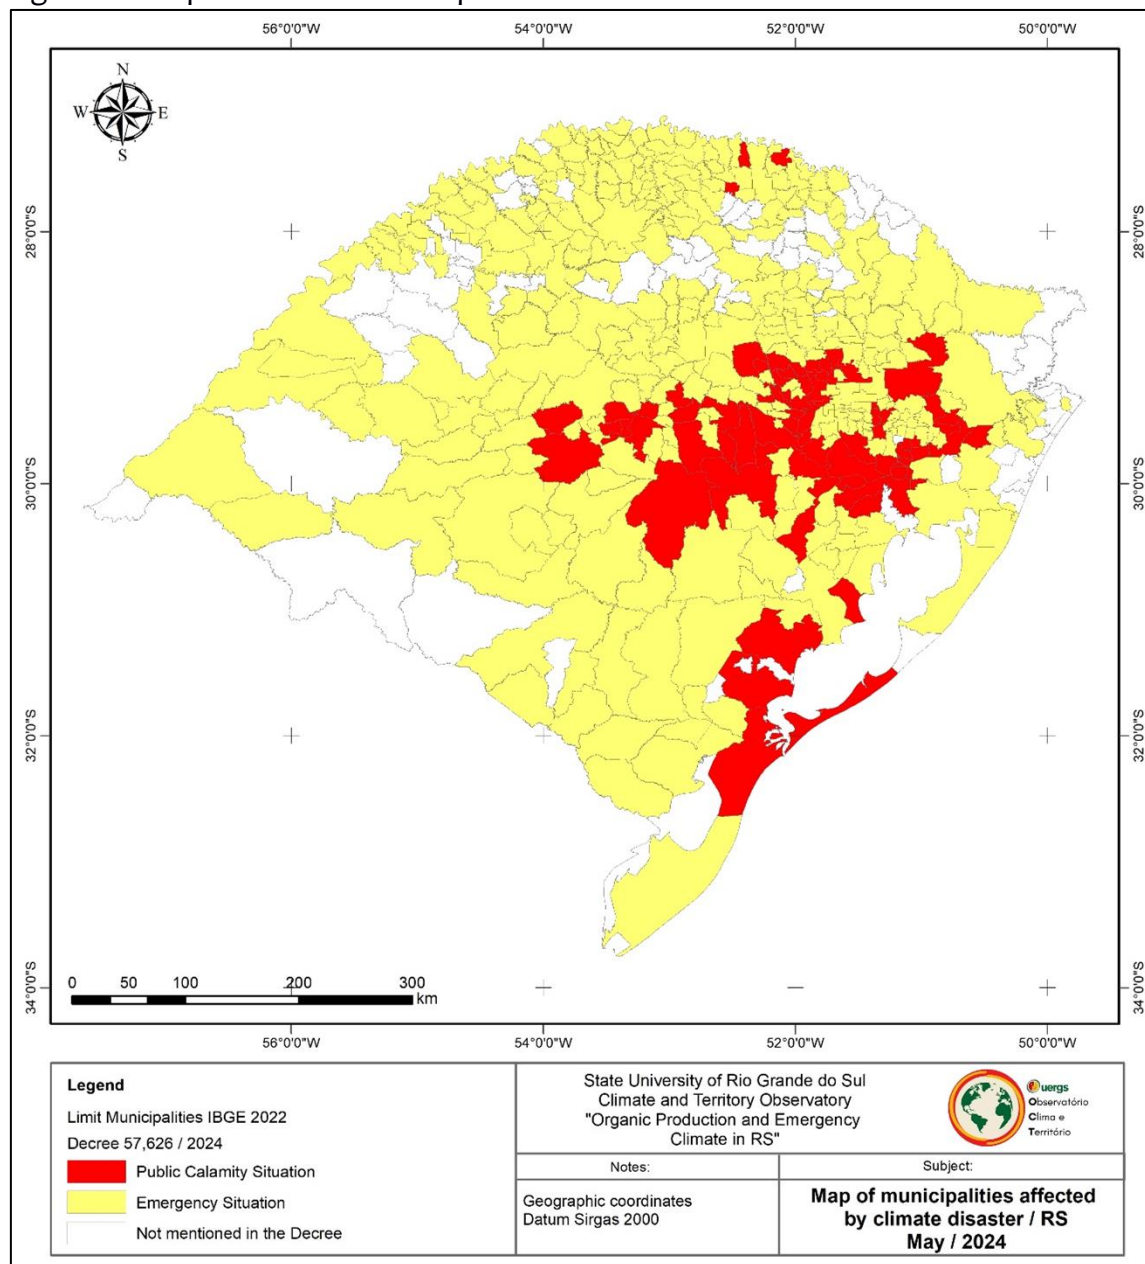 56°0'0"W 54°0'0"W 52°0'0"W 50°0'0"W
N
W E
S
28°0'0"S 28°0'0"S
30°0'0"S 30°0'0"S
32°0'0"S 32°0'0"S
34°0'0"S 34°0'0"S
0 50 100 200 300
km
56°0'0"W 54°0'0"W 52°0'0"W 50°0'0"W
Legend
Limit Municipalities IBGE 2022
Decree 57,626 / 2024
Public Calamity Situation
Emergency Situation
Not mentioned in the Decree
State University of Rio Grande do Sul
Climate and Territory Observatory
"Organic Production and Emergency
Climate in RS"
uergs
Observatório
Clima e
Território
Notes:
Geographic coordinates
Datum Sirgas 2000
Subject:
Map of municipalities affected
by climate disaster / RS
May / 2024